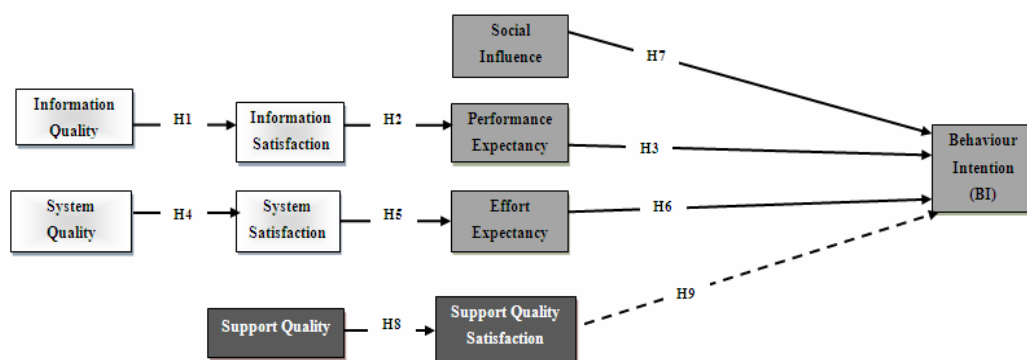 Social
Influence
H7
Information
Quality
H1
Information
Satisfaction
H2
Performance
Expectancy
H3
Behaviour
Intention
(BI)
System
Quality
H4
System
Satisfaction
H5
Effort
Expectancy
H6
H9
Support Quality
H8
Support Quality
Satisfaction